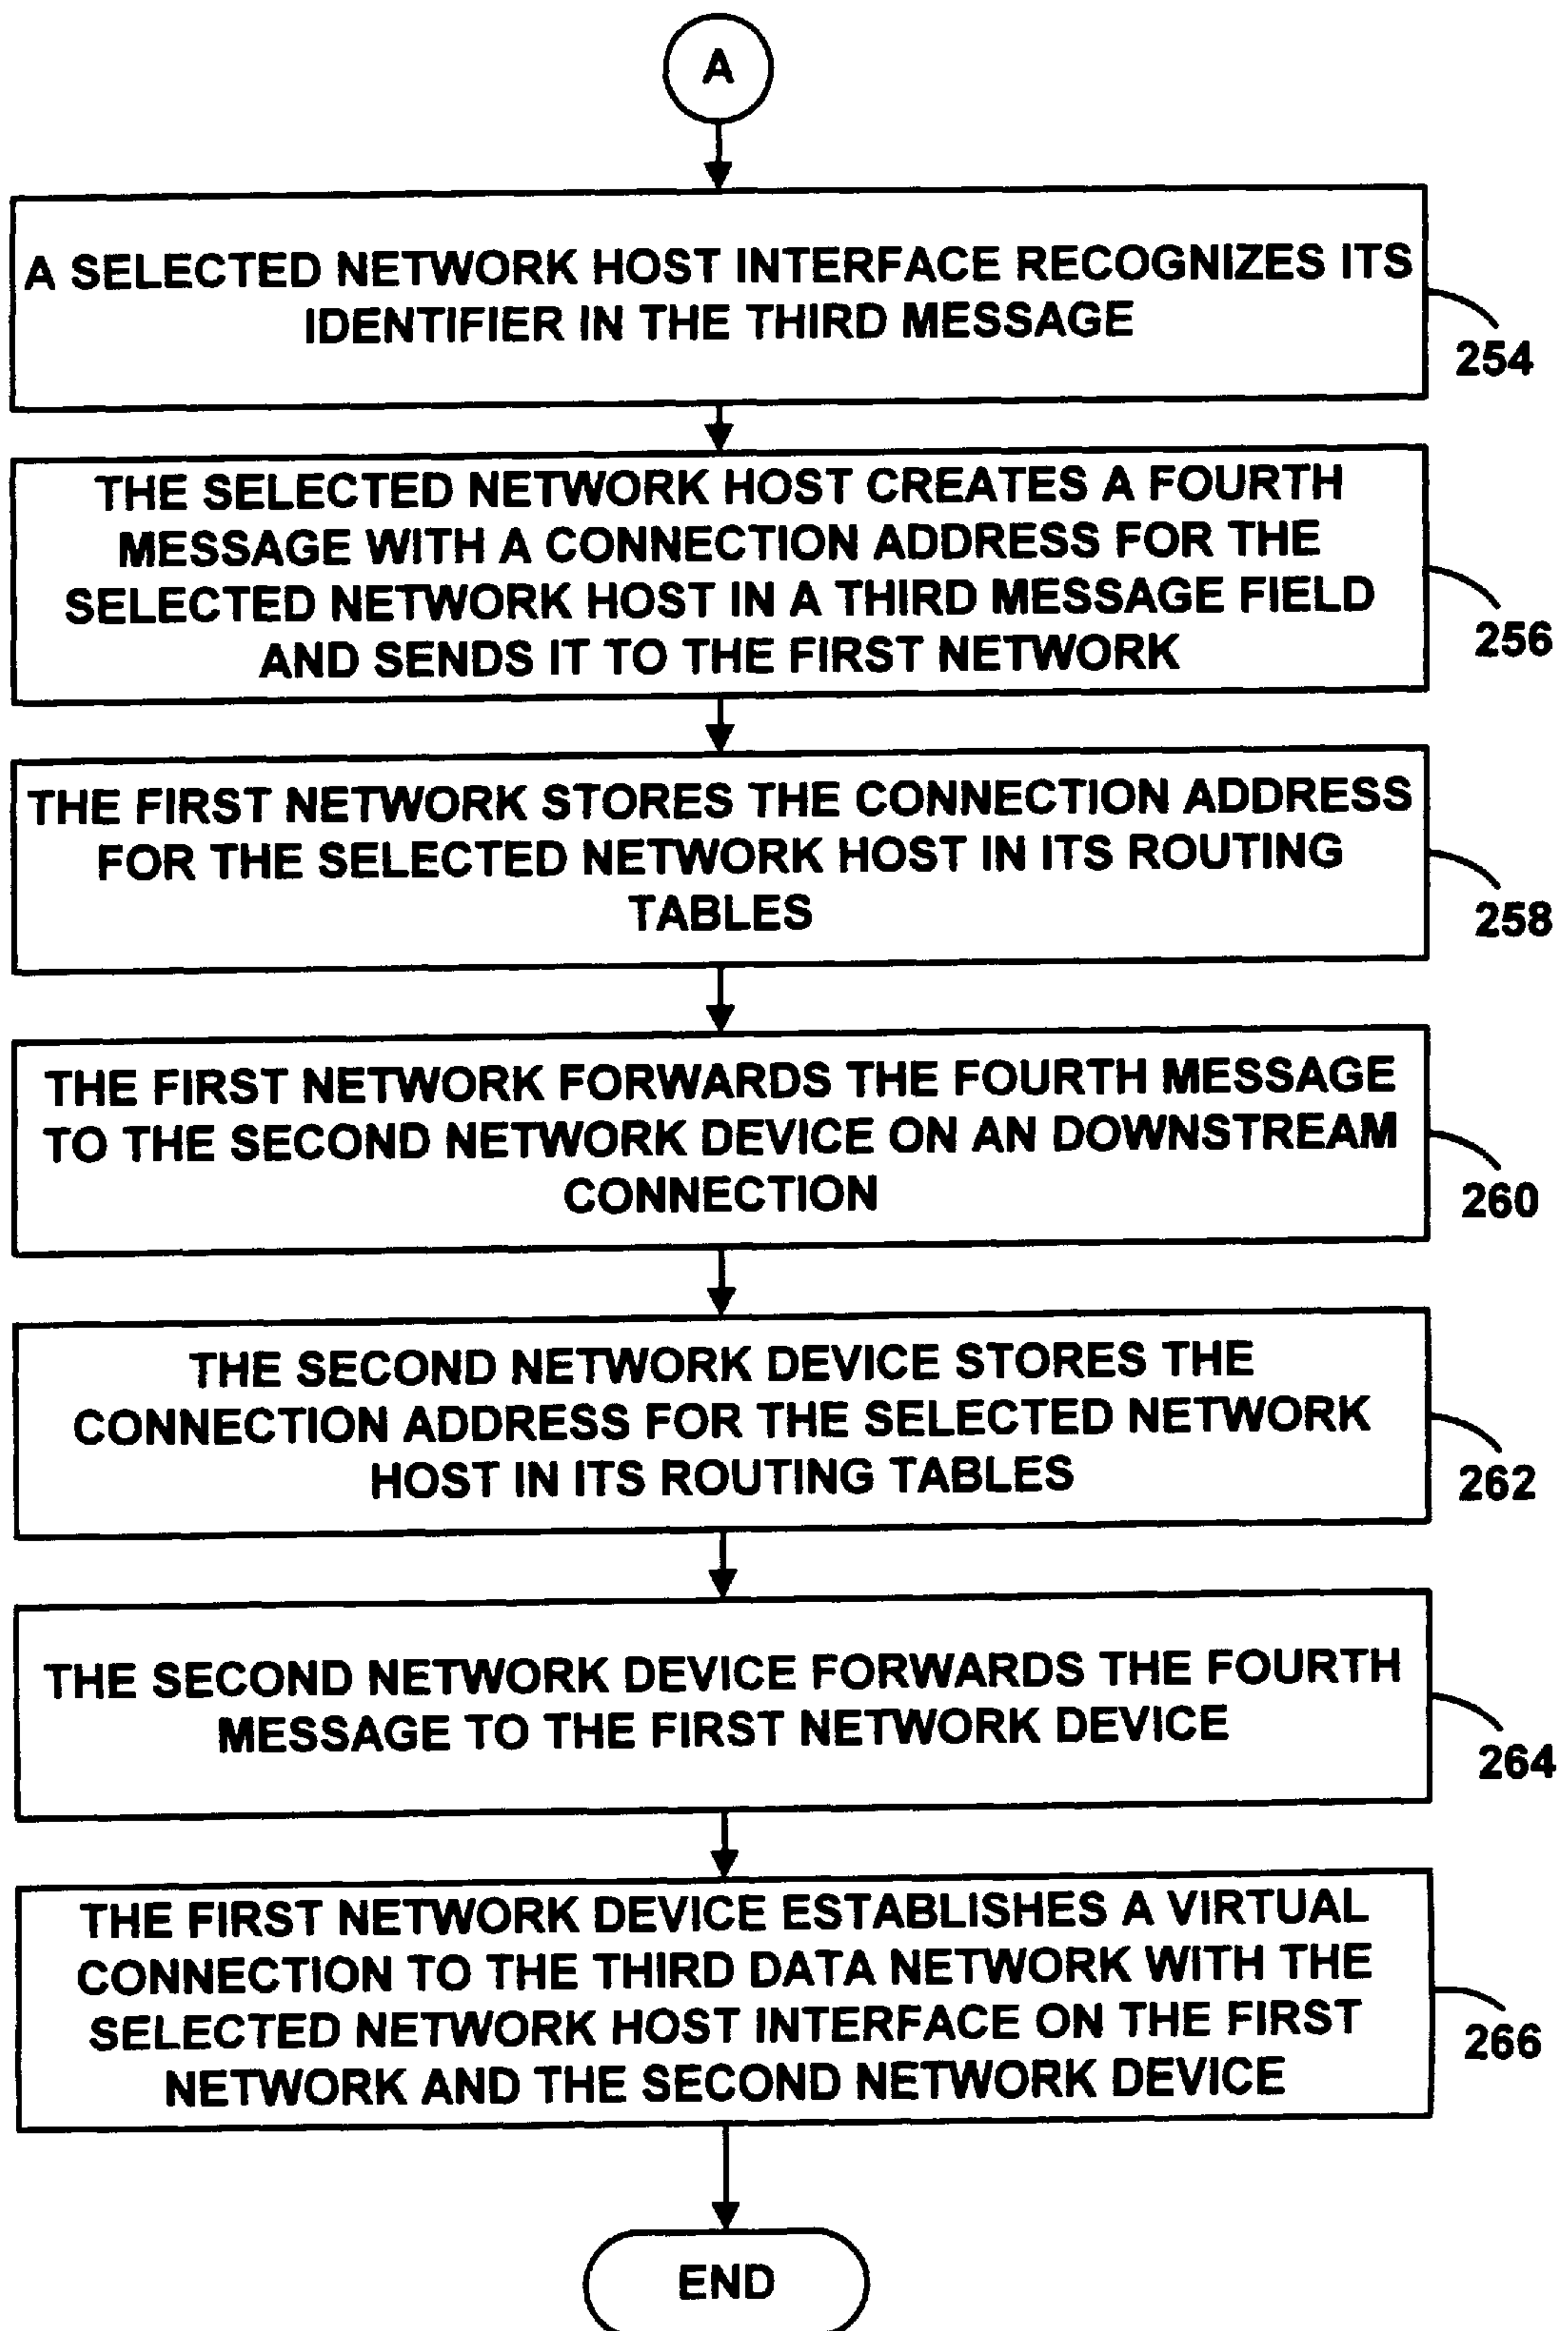 A
A SELECTED NETWORK HOST INTERFACE RECOGNIZES ITS
IDENTIFIER IN THE THIRD MESSAGE
254
THE SELECTED NETWORK HOST CREATES A FOURTH
MESSAGE WITH A CONNECTION ADDRESS FOR THE
SELECTED NETWORK HOST IN A THIRD MESSAGE FIELD
AND SENDS IT TO THE FIRST NETWORK
256
THE FIRST NETWORK STORES THE CONNECTION ADDRESS
FOR THE SELECTED NETWORK HOST IN ITS ROUTING
TABLES
258
THE FIRST NETWORK FORWARDS THE FOURTH MESSAGE
TO THE SECOND NETWORK DEVICE ON AN DOWNSTREAM
CONNECTION
260
THE SECOND NETWORK DEVICE STORES THE
CONNECTION ADDRESS FOR THE SELECTED NETWORK
HOST IN ITS ROUTING TABLES
262
THE SECOND NETWORK DEVICE FORWARDS THE FOURTH
MESSAGE TO THE FIRST NETWORK DEVICE
264
THE FIRST NETWORK DEVICE ESTABLISHES A VIRTUAL
CONNECTION TO THE THIRD DATA NETWORK WITH THE
SELECTED NETWORK HOST INTERFACE ON THE FIRST
NETWORK AND THE SECOND NETWORK DEVICE
266
END